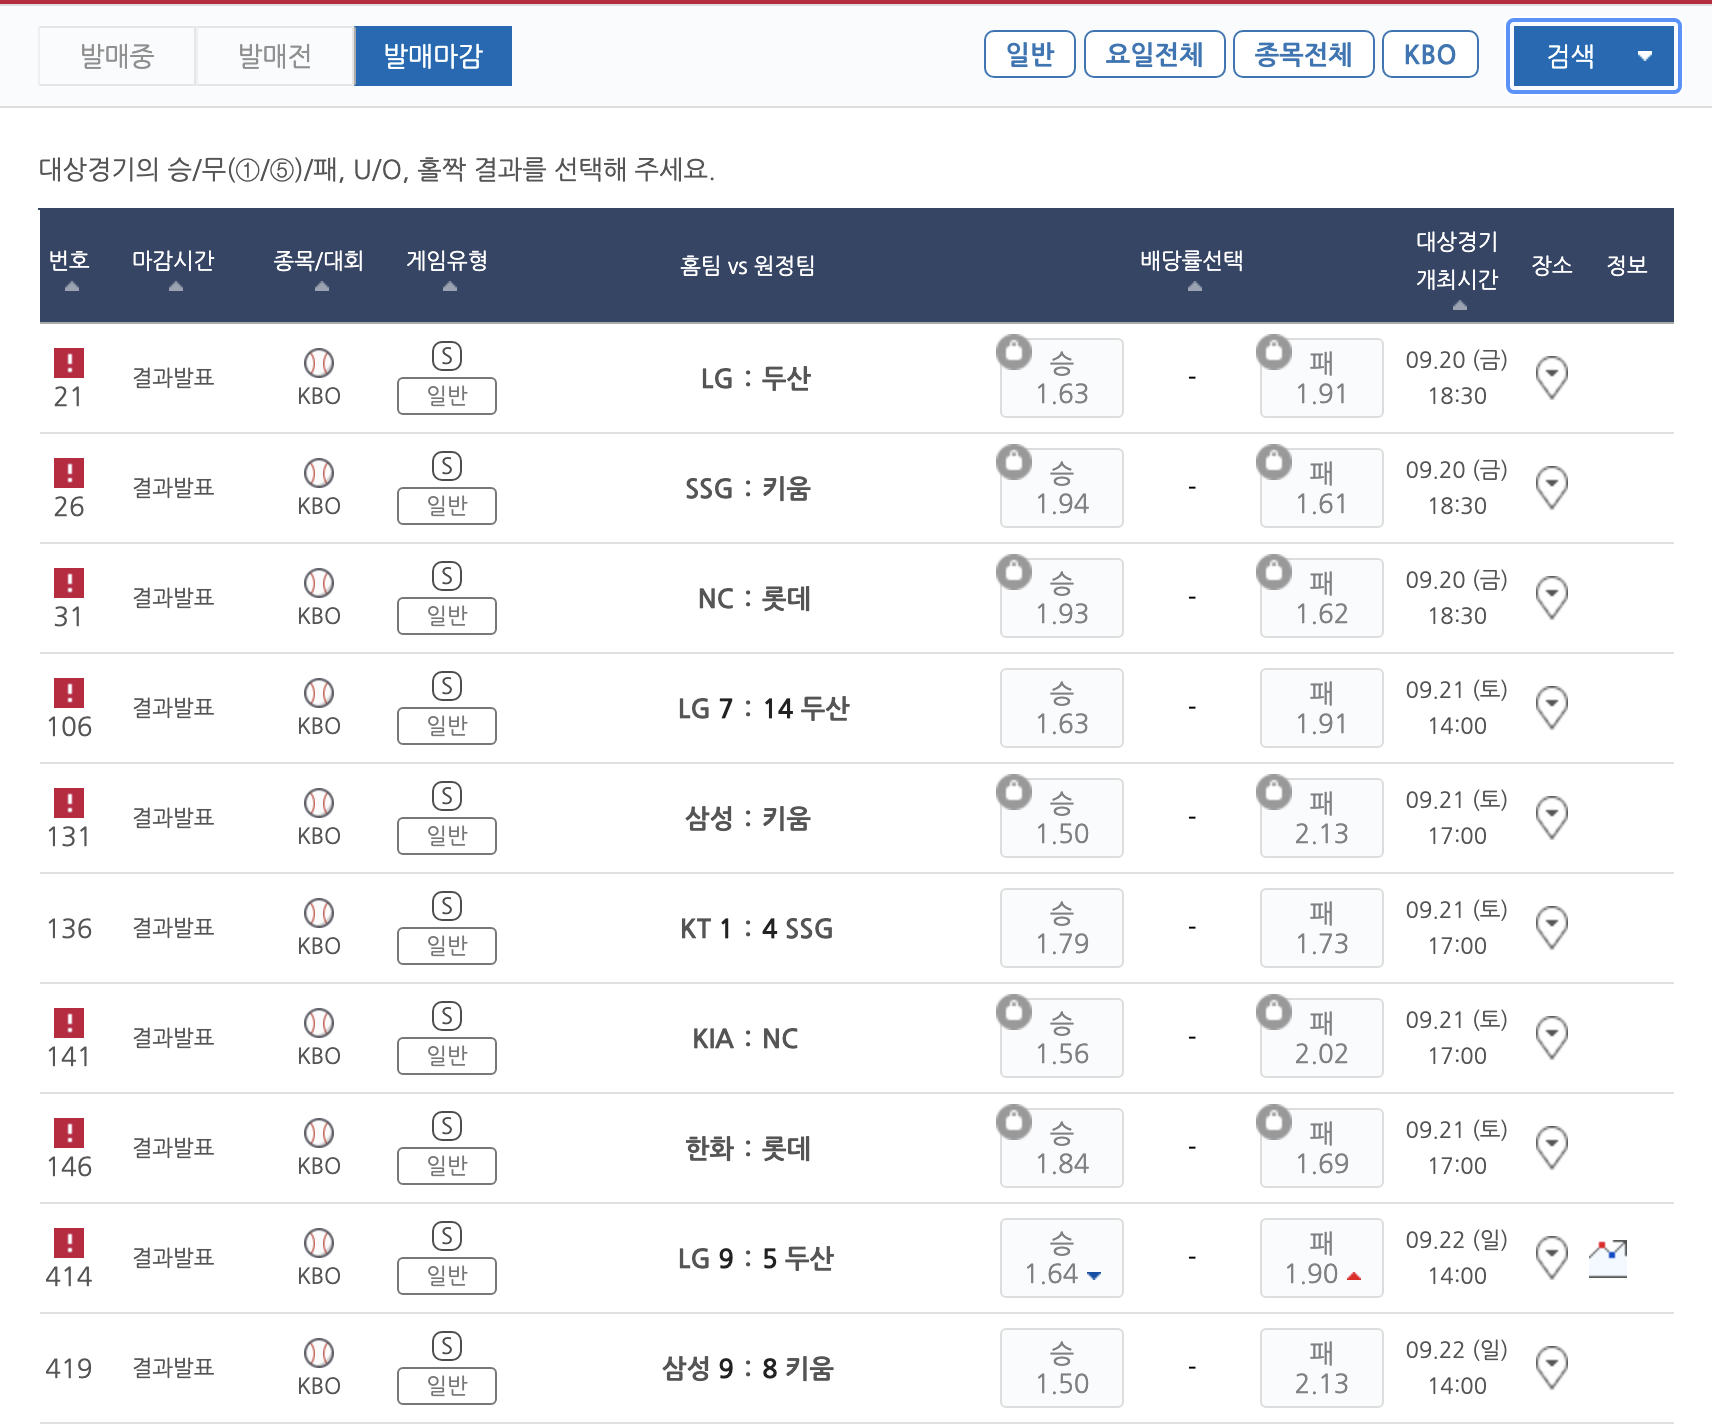 발매중 발매전 발매마감 일반 요일전체 종목전체 KBO 검색
대상경기의 승/무(①/⑤)/패, U/O, 홀짝 결과를 선택해 주세요.
번호 마감시간 종목/대회 게임유형 홈팀 vs 원정팀 배당률선택 대상경기 개최시간 장소 정보
21 결과발표 KBO S 일반 LG : 두산 승 1.63 - 패 1.91 09.20 (금) 18:30
26 결과발표 KBO S 일반 SSG : 키움 승 1.94 - 패 1.61 09.20 (금) 18:30
31 결과발표 KBO S 일반 NC : 롯데 승 1.93 - 패 1.62 09.20 (금) 18:30
106 결과발표 KBO S 일반 LG 7 : 14 두산 승 1.63 - 패 1.91 09.21 (토) 14:00
131 결과발표 KBO S 일반 삼성 : 키움 승 1.50 - 패 2.13 09.21 (토) 17:00
136 결과발표 KBO S 일반 KT 1 : 4 SSG 승 1.79 - 패 1.73 09.21 (토) 17:00
141 결과발표 KBO S 일반 KIA : NC 승 1.56 - 패 2.02 09.21 (토) 17:00
146 결과발표 KBO S 일반 한화 : 롯데 승 1.84 - 패 1.69 09.21 (토) 17:00
414 결과발표 KBO S 일반 LG 9 : 5 두산 승 1.64 - 패 1.90 09.22 (일) 14:00
419 결과발표 KBO S 일반 삼성 9 : 8 키움 승 1.50 - 패 2.13 09.22 (일) 14:00